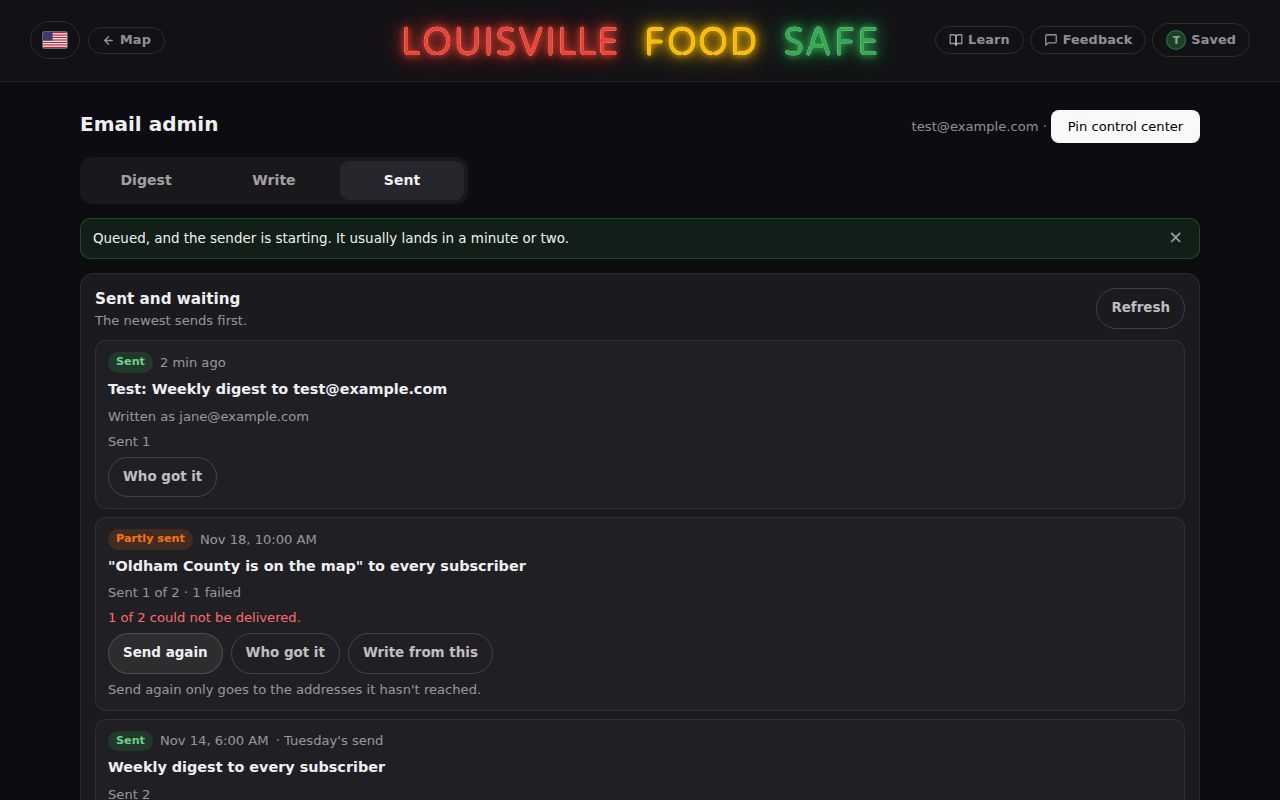 Map
LOUISVILLE FOOD SAFE
Learn
Feedback
T Saved
Email admin
test@example.com ·
Pin control center
Digest
Write
Sent
Queued, and the sender is starting. It usually lands in a minute or two.
Sent and waiting
The newest sends first.
Refresh
Sent 2 min ago
Test: Weekly digest to test@example.com
Written as jane@example.com
Sent 1
Who got it
Partly sent Nov 18, 10:00 AM
"Oldham County is on the map" to every subscriber
Sent 1 of 2 · 1 failed
1 of 2 could not be delivered.
Send again
Who got it
Write from this
Send again only goes to the addresses it hasn't reached.
Sent Nov 14, 6:00 AM · Tuesday's send
Weekly digest to every subscriber
Sent 2